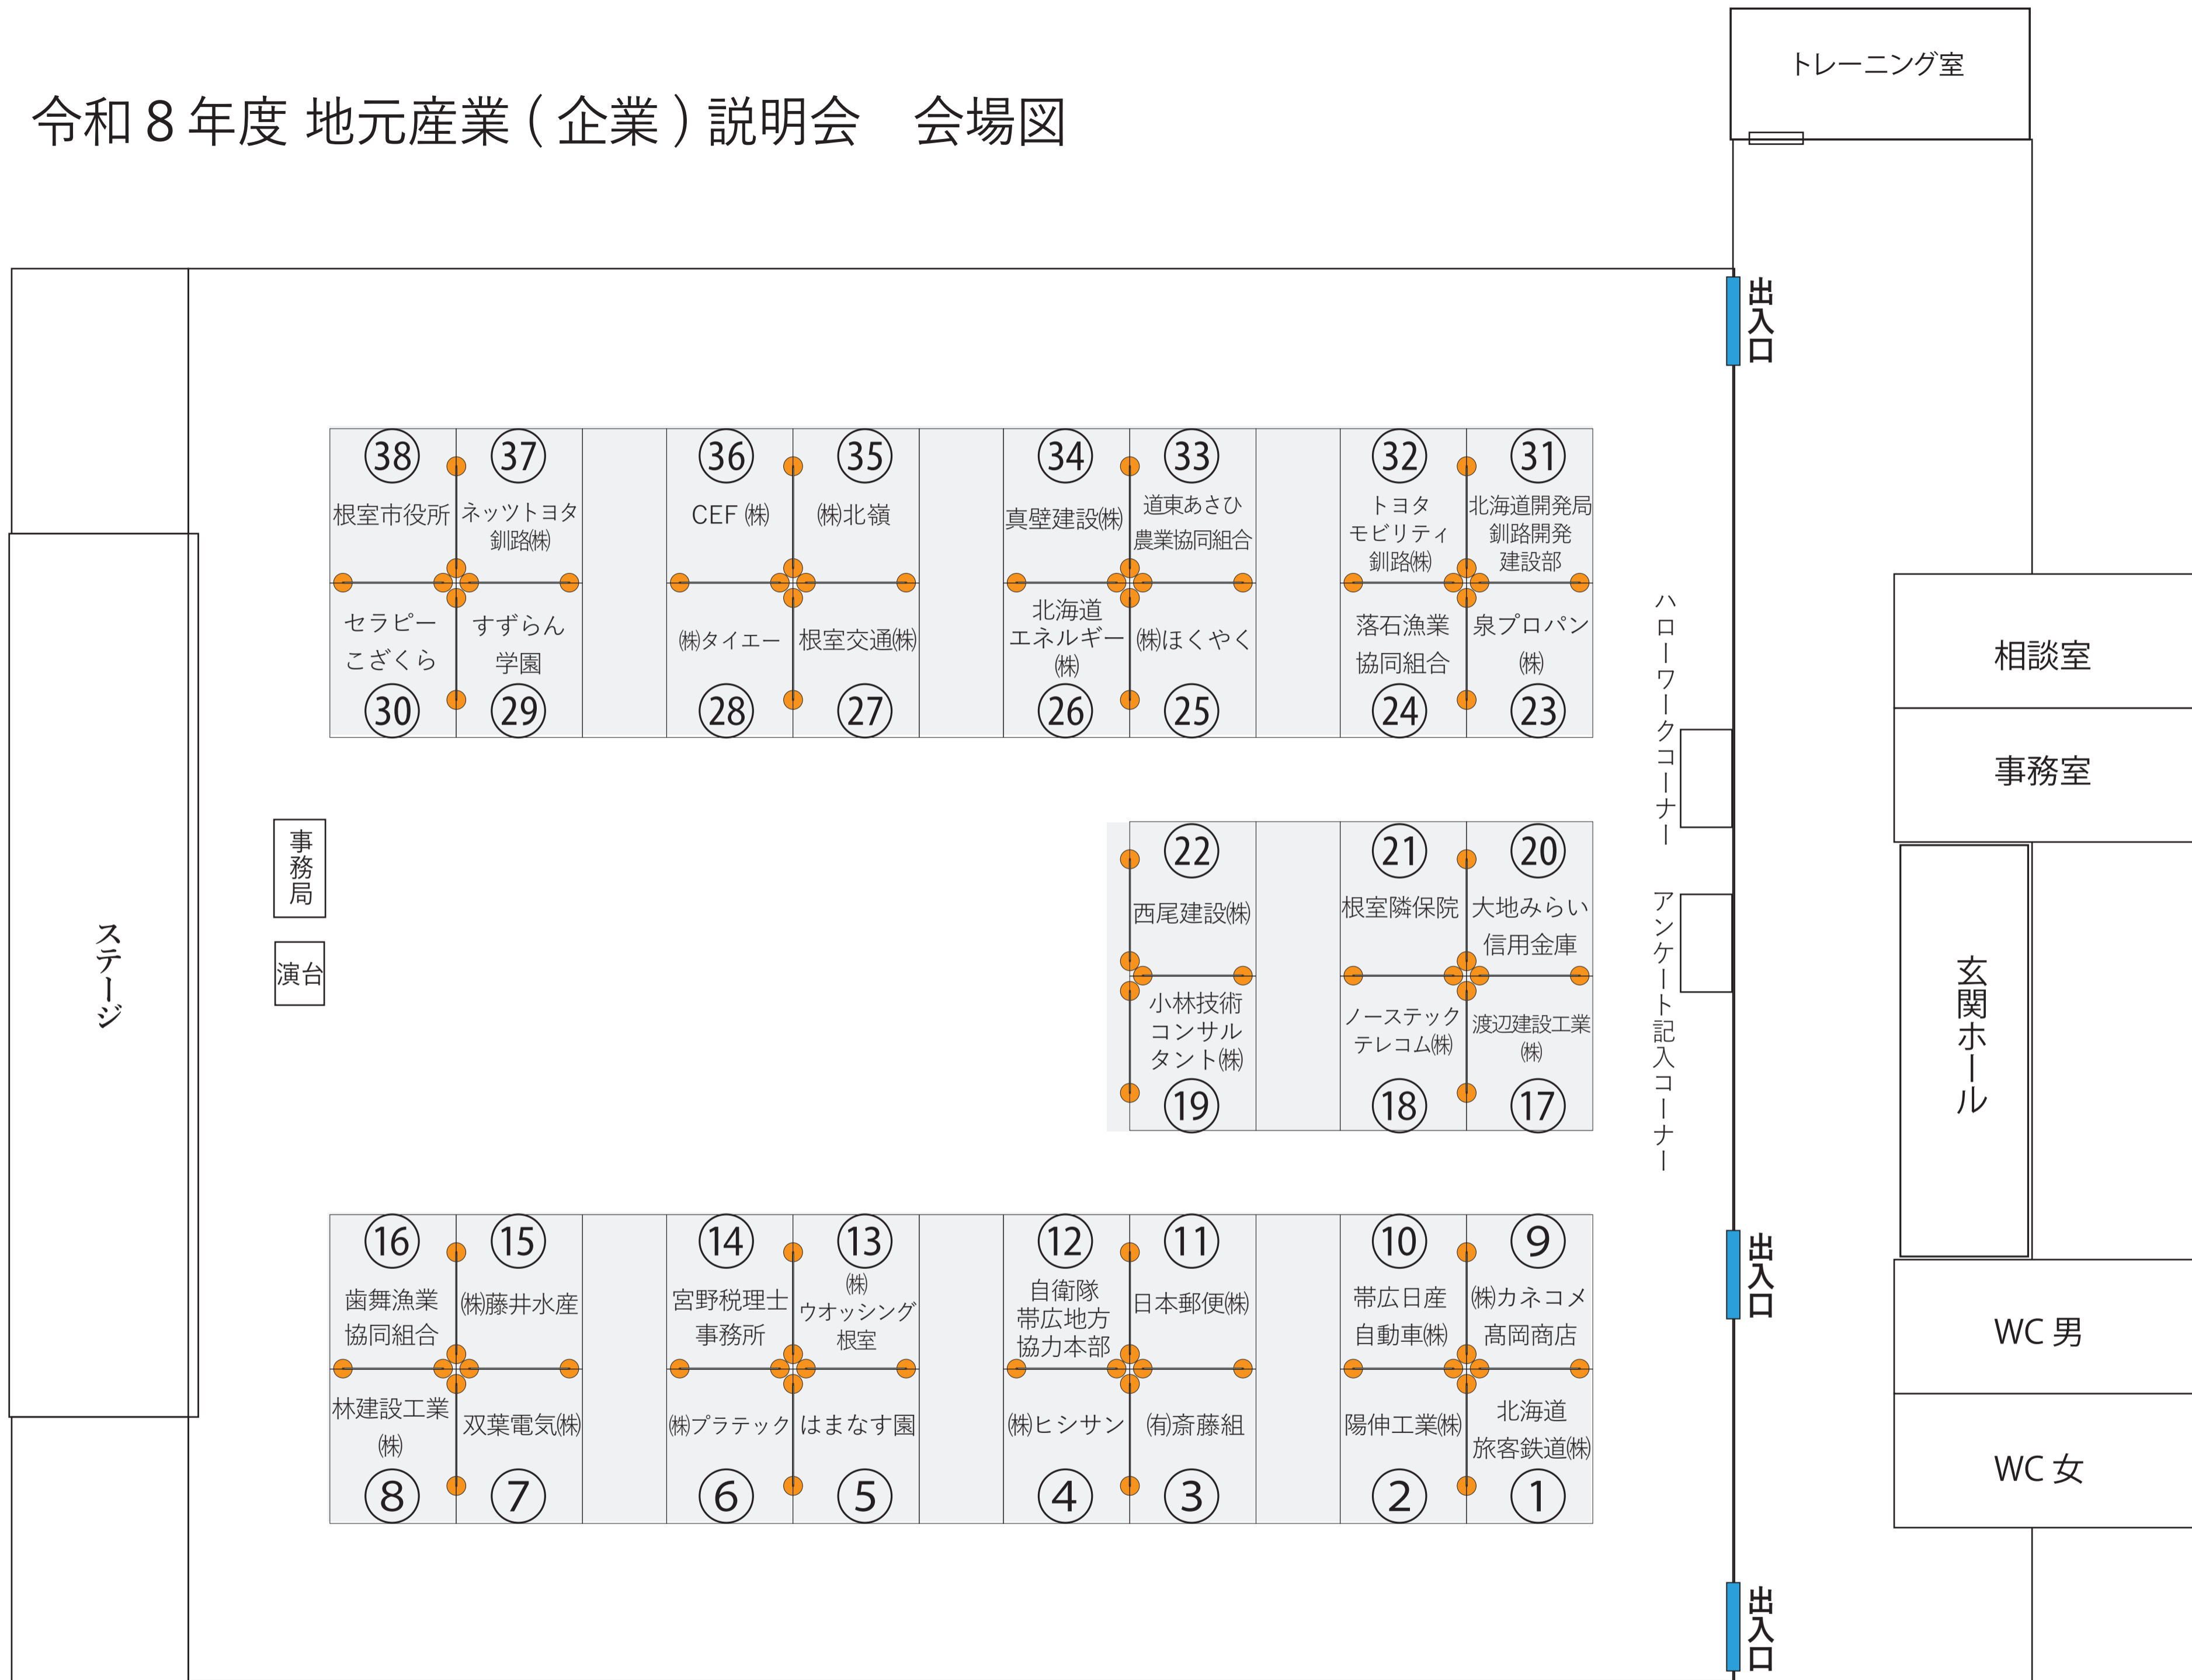 令和８年度 地元産業(企業)説明会　会場図
トレーニング室
出入口
㊳
根室市役所
㊲
ネッツトヨタ
釧路㈱
㊱
CEF ㈱
㉟
㈱北嶺
㉞
真壁建設㈱
㉝
道東あさひ
農業協同組合
㉜
トヨタ
モビリティ
釧路㈱
㉛
北海道開発局
釧路開発
建設部
セラピー
こざくら
㉚
すずらん
学園
㉙
㈱タイエー
㉘
根室交通㈱
㉗
北海道
エネルギー
㈱
㉖
㈱ほくやく
㉕
落石漁業
協同組合
㉔
泉プロパン
㈱
㉓
ハローワークコーナー
相談室
事務室
事務局
演台
ステージ
㉒
西尾建設㈱
㉑
根室隣保院
⑳
大地みらい
信用金庫
小林技術
コンサル
タント㈱
⑲
ノーステック
テレコム㈱
⑱
渡辺建設工業
㈱
⑰
アンケート記入コーナー
玄関ホール
⑯
歯舞漁業
協同組合
⑮
㈱藤井水産
⑭
宮野税理士
事務所
⑬
㈱
ウオッシング
根室
⑫
自衛隊
帯広地方
協力本部
⑪
日本郵便㈱
⑩
帯広日産
自動車㈱
⑨
㈱カネコメ
髙岡商店
出入口
WC 男
林建設工業
㈱
⑧
双葉電気㈱
⑦
㈱プラテック
⑥
はまなす園
⑤
㈱ヒシサン
④
㈲斎藤組
③
陽伸工業㈱
②
北海道
旅客鉄道㈱
①
WC 女
出入口